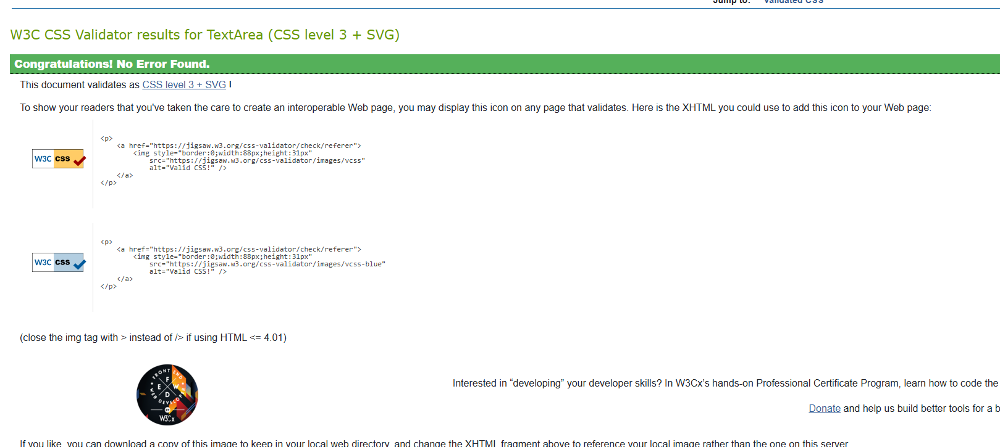 Jump to: Validated CSS
W3C CSS Validator results for TextArea (CSS level 3 + SVG)
Congratulations! No Error Found.
This document validates as CSS level 3 + SVG !
To show your readers that you've taken the care to create an interoperable Web page, you may display this icon on any page that validates. Here is the XHTML you could use to add this icon to your Web page:
W3C css
<p>
<a href="https://jigsaw.w3.org/css-validator/check/referer">
<img style="border:0;width:88px;height:31px"
src="https://jigsaw.w3.org/css-validator/images/vcss"
alt="Valid CSS!" />
</a>
</p>
W3C css
<p>
<a href="https://jigsaw.w3.org/css-validator/check/referer">
<img style="border:0;width:88px;height:31px"
src="https://jigsaw.w3.org/css-validator/images/vcss-blue"
alt="Valid CSS!" />
</a>
</p>
(close the img tag with > instead of /> if using HTML <= 4.01)
FRONT END
WEB DEVELOPER
F E W D
BY
W3Cx
Interested in “developing” your developer skills? In W3Cx’s hands-on Professional Certificate Program, learn how to code the
Donate and help us build better tools for a b
If you like, you can download a copy of this image to keep in your local web directory, and change the XHTML fragment above to reference your local image rather than the one on this server.